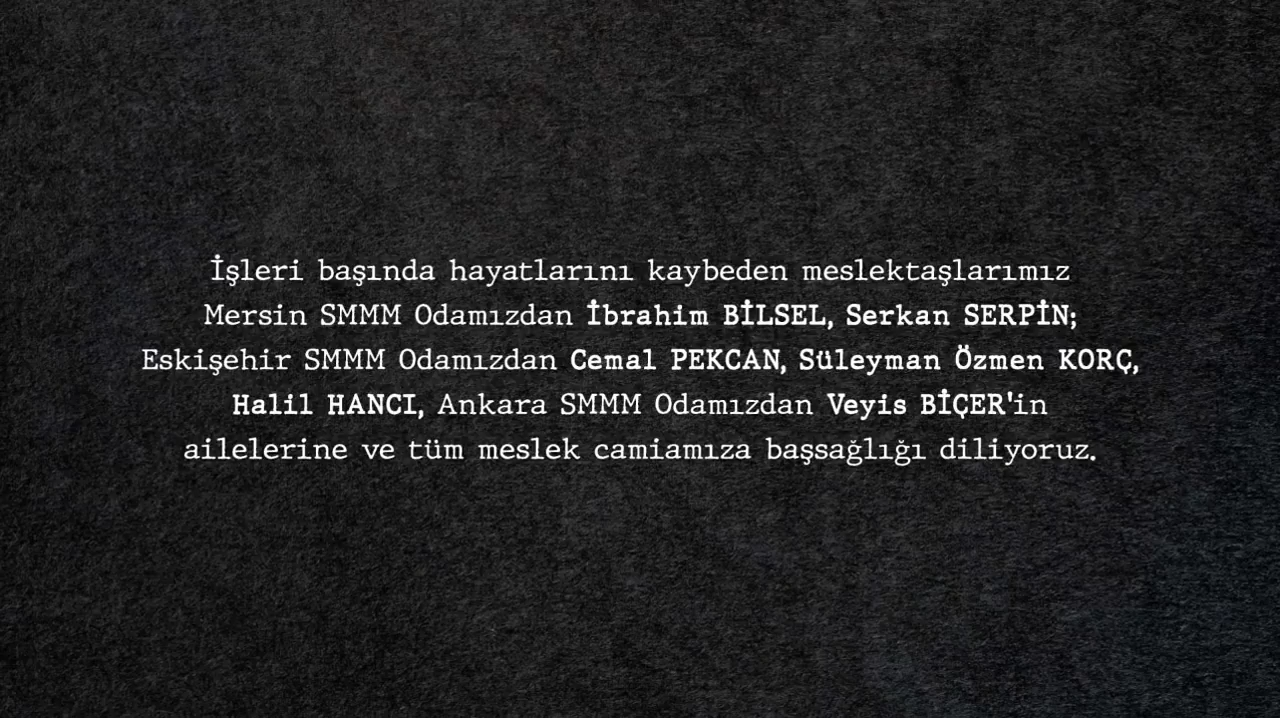 İşleri başında hayatlarını kaybeden meslektaşlarımız
Mersin SMMM Odamızdan İbrahim BİLSEL, Serkan SERPİN;
Eskişehir SMMM Odamızdan Cemal PEKCAN, Süleyman Özmen KORÇ,
Halil HANCI, Ankara SMMM Odamızdan Veyis BİÇER'in
ailelerine ve tüm meslek camiamıza başsağlığı diliyoruz.